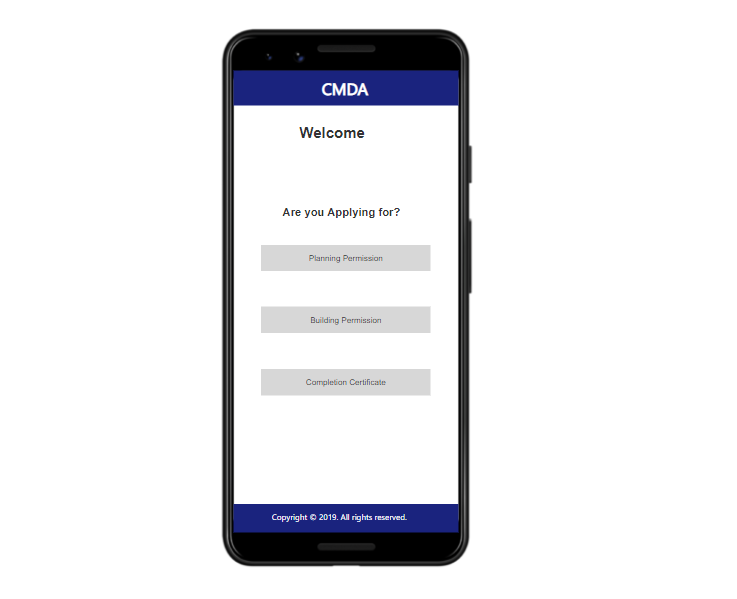 CMDA
Welcome
Are you Applying for?
Planning Permission
Building Permission
Completion Certificate
Copyright © 2019. All rights reserved.